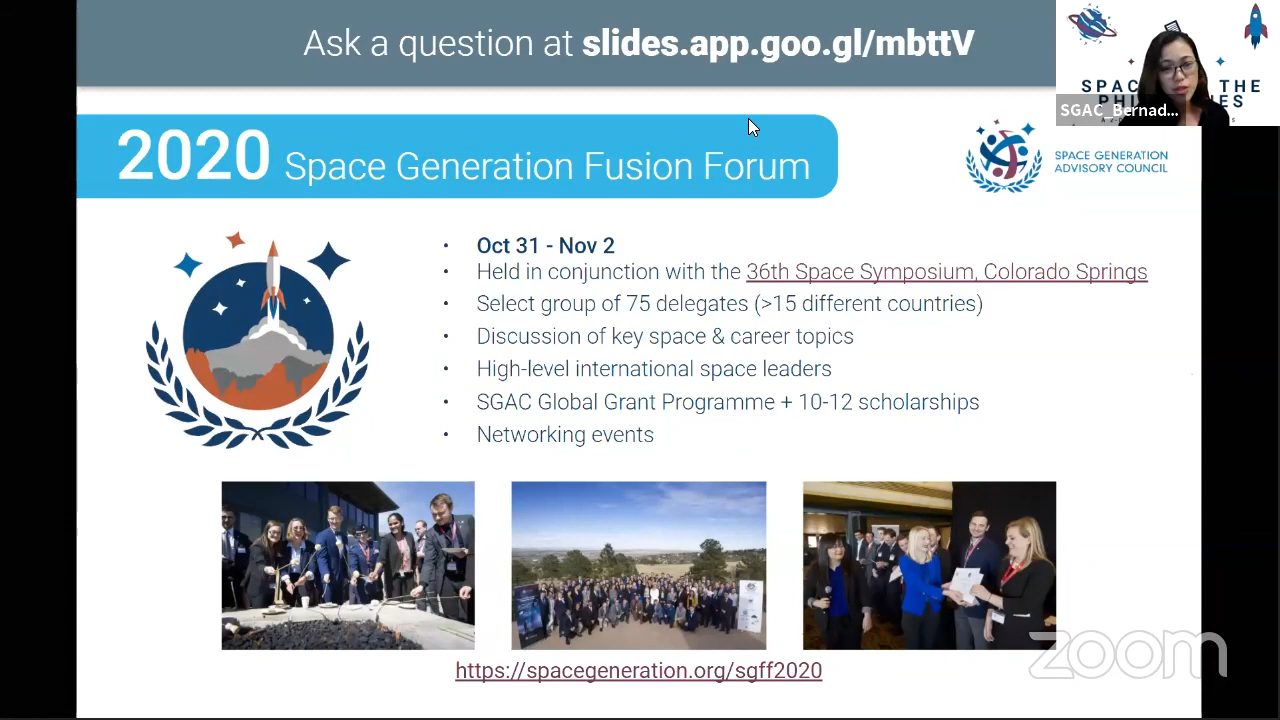 Ask a question at slides.app.goo.gl/mbttV
SGAC_Bernad...
2020 Space Generation Fusion Forum
SPACE GENERATION
ADVISORY COUNCIL
• Oct 31 - Nov 2
• Held in conjunction with the 36th Space Symposium, Colorado Springs
• Select group of 75 delegates (>15 different countries)
• Discussion of key space & career topics
• High-level international space leaders
• SGAC Global Grant Programme + 10-12 scholarships
• Networking events
https://spacegeneration.org/sgff2020
zoom